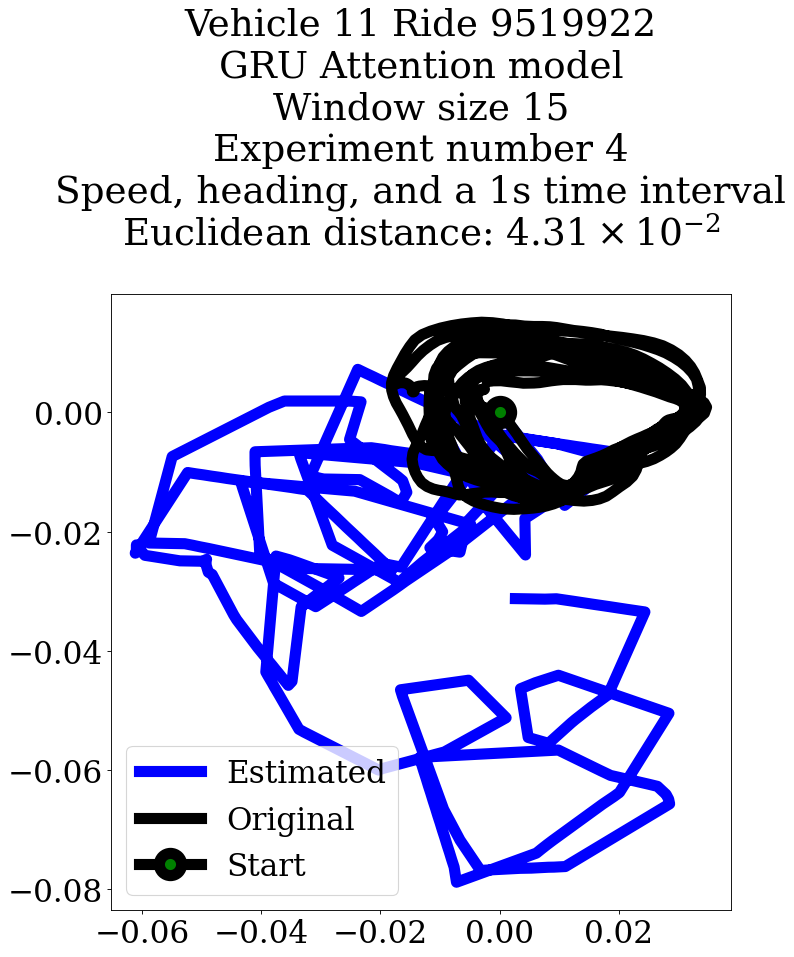 Vehicle 11 Ride 9519922
GRU Attention model
Window size 15
Experiment number 4
Speed, heading, and a 1s time interval
Euclidean distance: 4.31 × 10⁻²
0.00
−0.02
−0.04
−0.06
−0.08
Estimated
Original
Start
−0.06 −0.04 −0.02 0.00 0.02